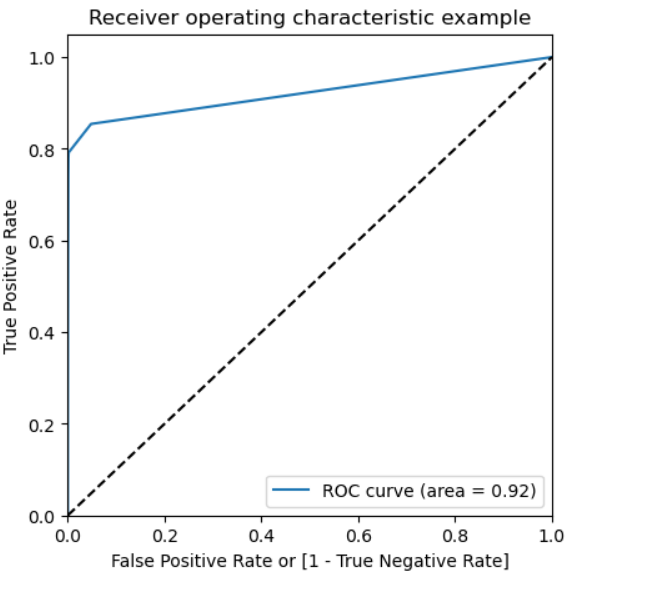 Receiver operating characteristic example
True Positive Rate
1.0
0.8
0.6
0.4
0.2
0.0
ROC curve (area = 0.92)
0.0 0.2 0.4 0.6 0.8 1.0
False Positive Rate or [1 - True Negative Rate]